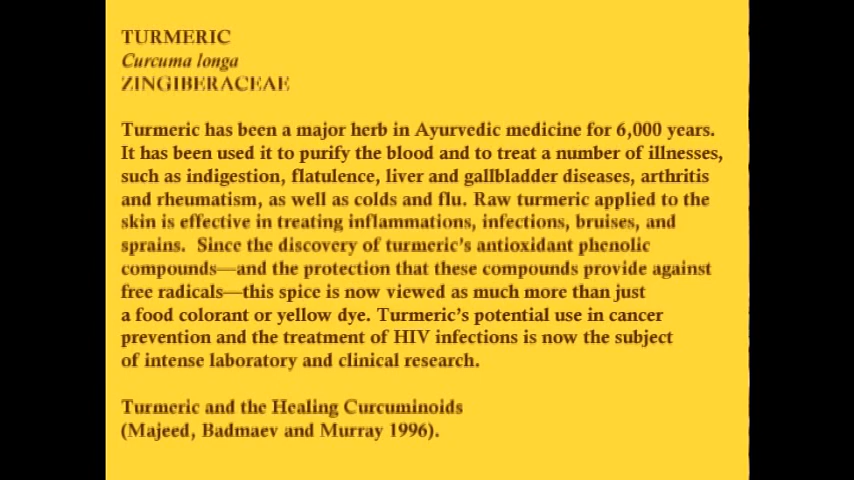 TURMERIC
Curcuma longa
ZINGIBERACEAE
Turmeric has been a major herb in Ayurvedic medicine for 6,000 years.
It has been used it to purify the blood and to treat a number of illnesses,
such as indigestion, flatulence, liver and gallbladder diseases, arthritis
and rheumatism, as well as colds and flu. Raw turmeric applied to the
skin is effective in treating inflammations, infections, bruises, and
sprains.  Since the discovery of turmeric's antioxidant phenolic
compounds—and the protection that these compounds provide against
free radicals—this spice is now viewed as much more than just
a food colorant or yellow dye. Turmeric's potential use in cancer
prevention and the treatment of HIV infections is now the subject
of intense laboratory and clinical research.
Turmeric and the Healing Curcuminoids
(Majeed, Badmaev and Murray 1996).